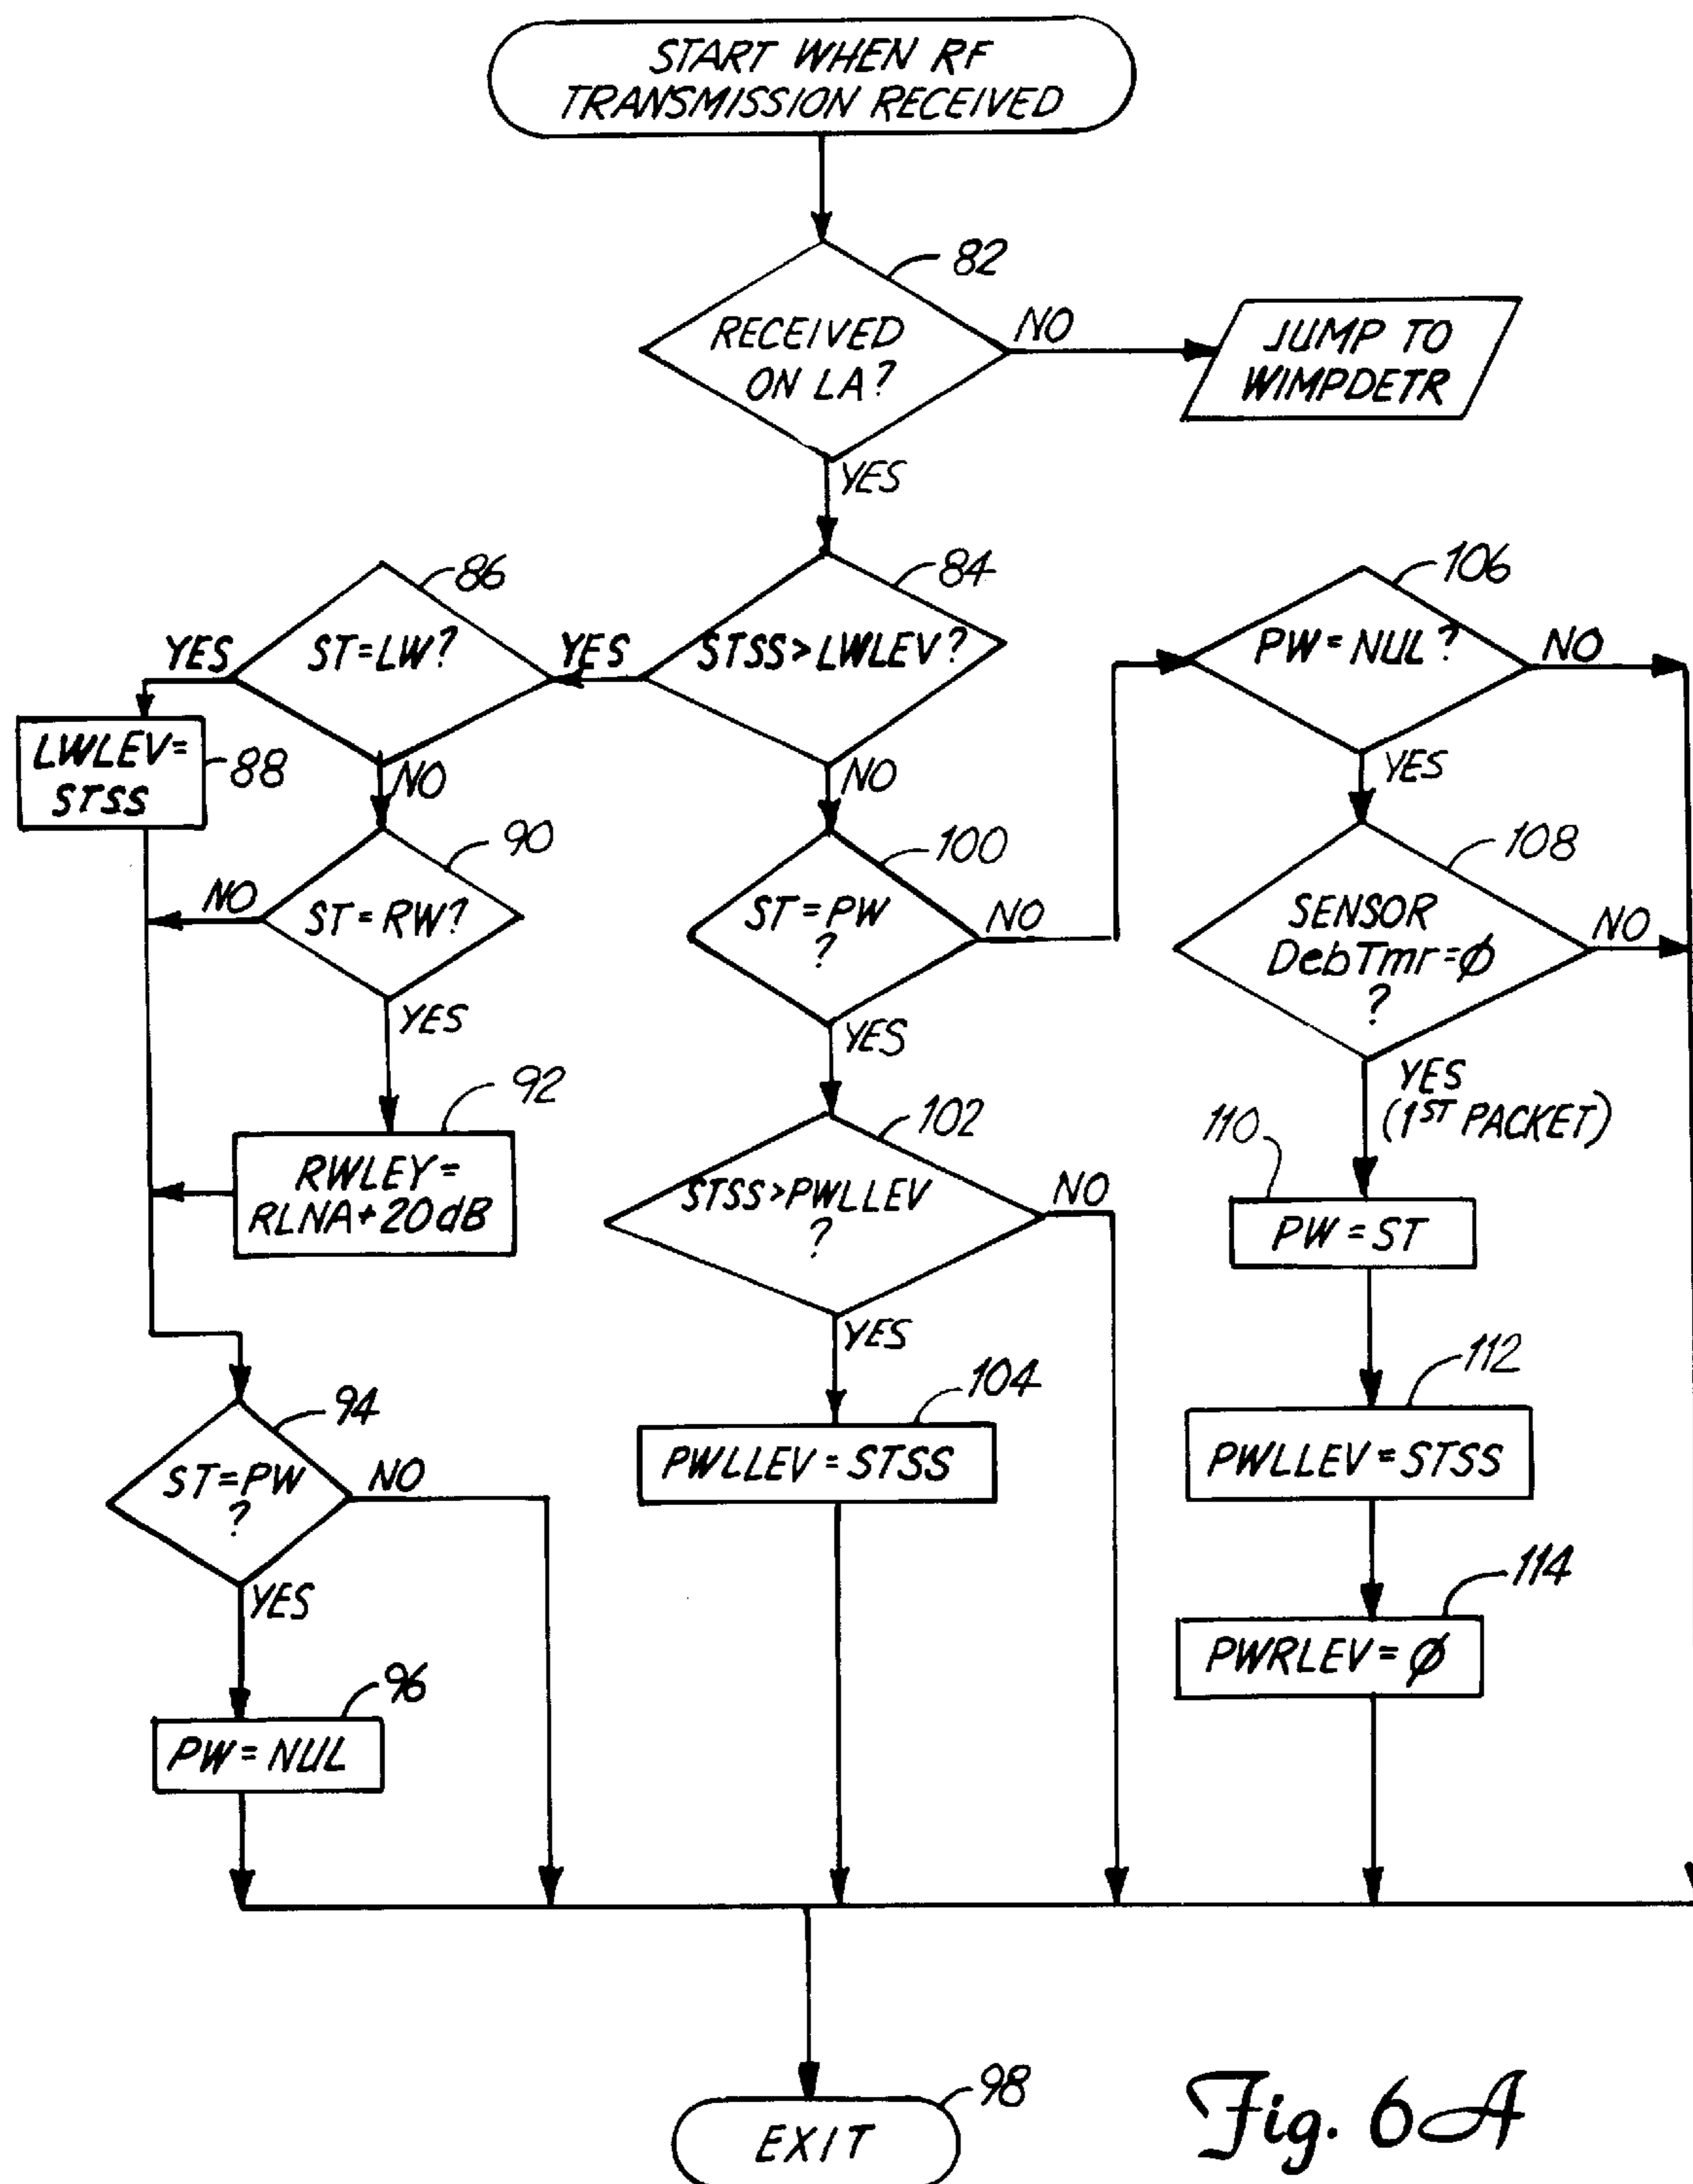 START WHEN RF
TRANSMISSION RECEIVED
82
RECEIVED
ON LA?
NO
JUMP TO
WIMPDETR
YES
86
ST=LW?
YES
YES
84
STSS>LWLEV?
106
PW=NUL?
NO
LWLEV=
STSS
88
NO
NO
YES
90
ST=RW?
NO
YES
100
ST=PW
?
NO
YES
108
SENSOR
DebTmr=Ø
?
NO
YES
(1ST PACKET)
92
RWLEY=
RLNA+20dB
102
STSS>PWLLEV
?
NO
YES
110
PW=ST
94
ST=PW
?
NO
YES
104
PWLLEV=STSS
112
PWLLEV=STSS
114
PWRLEV=Ø
96
PW=NUL
98
EXIT
Fig. 6A